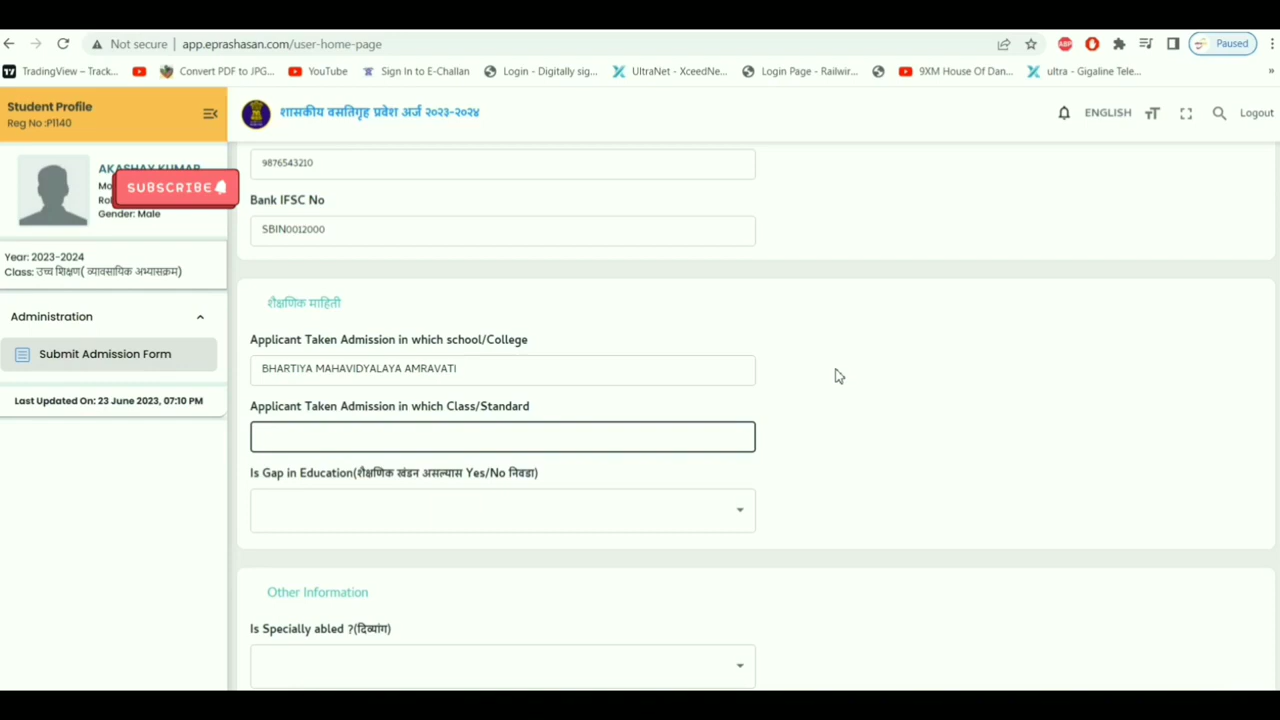 Not secure | app.eprashasan.com/user-home-page
Paused
TradingView – Track...
Convert PDF to JPG...
YouTube
Sign In to E-Challan
Login - Digitally sig...
UltraNet - XceedNe...
Login Page - Railwir...
9XM House Of Dan...
ultra - Gigaline Tele...
»
Student Profile
Reg No :P1140
शासकीय वसतिगृह प्रवेश अर्ज २०२३-२०२४
ENGLISH
Logout
AKASHAY KUMAR
SUBSCRIBE
Gender: Male
Year: 2023-2024
Class: उच्च शिक्षण( व्यावसायिक अभ्यासक्रम)
Administration
Submit Admission Form
Last Updated On: 23 June 2023, 07:10 PM
9876543210
Bank IFSC No
SBIN0012000
शैक्षणिक माहिती
Applicant Taken Admission in which school/College
BHARTIYA MAHAVIDYALAYA AMRAVATI
Applicant Taken Admission in which Class/Standard
Is Gap in Education(शैक्षणिक खंडन असल्यास Yes/No निवडा)
Other Information
Is Specially abled ?(दिव्यांग)